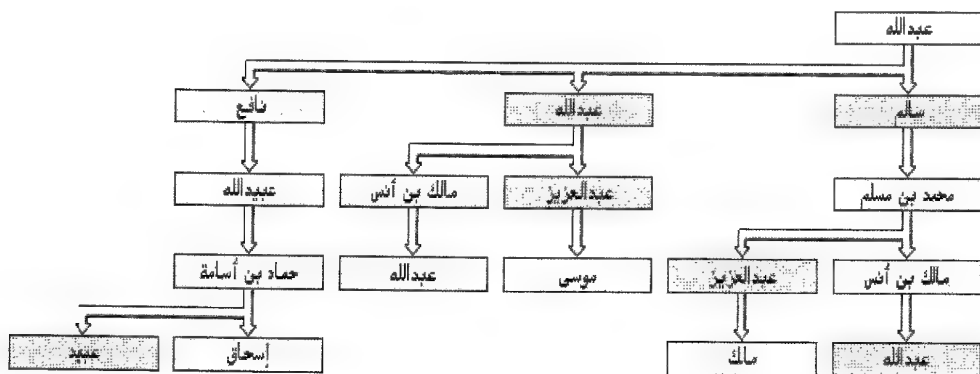 عبدالله
سالم
عبدالله
نافع
محمد بن مسلم
عبدالعزيز
مالك بن أنس
عبيدالله
مالك بن أنس
عبدالعزيز
موسى
عبدالله
حماد بن أسامة
عبدالله
مالك
إسحاق
عبيد